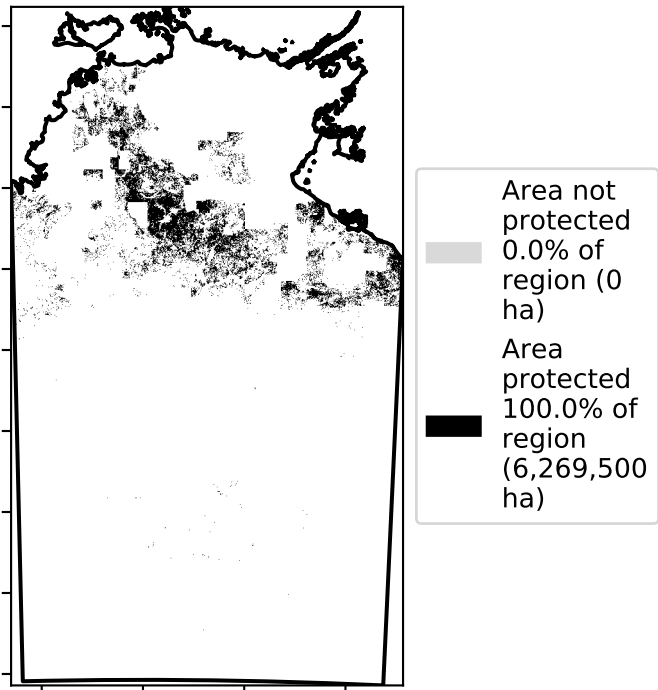 Area not
protected
0.0% of
region (0
ha)
Area
protected
100.0% of
region
(6,269,500
ha)